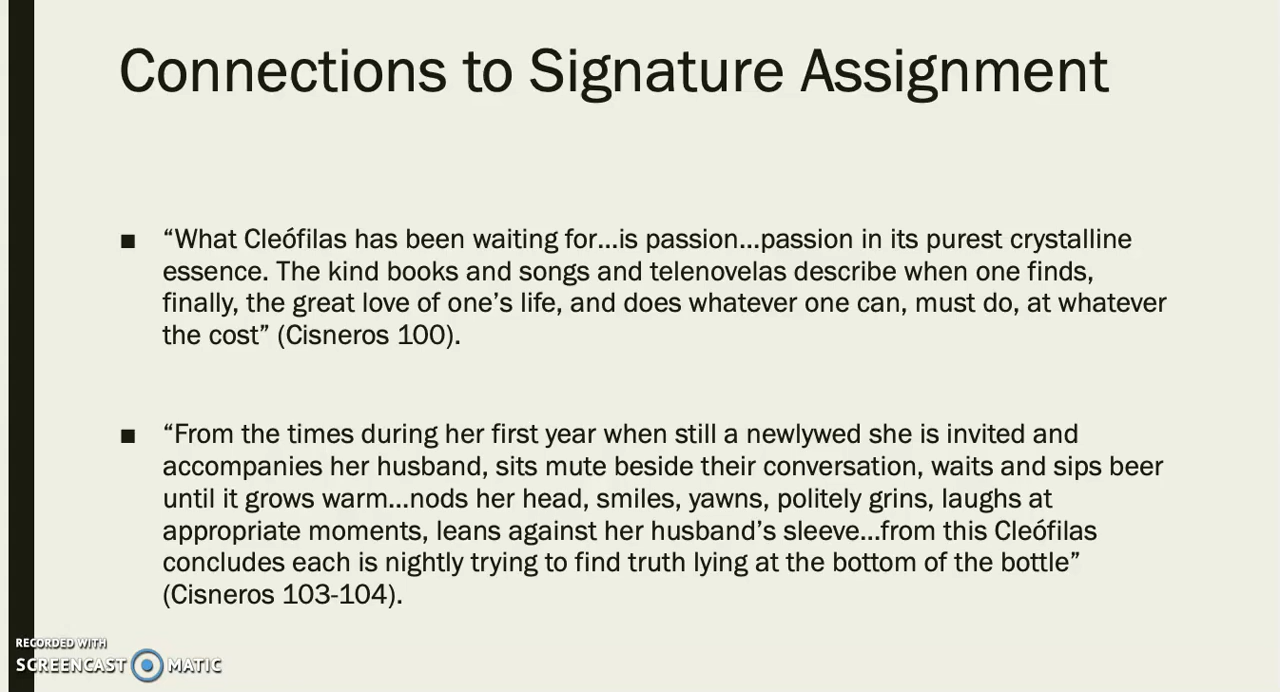 Connections to Signature Assignment
“What Cleófilas has been waiting for…is passion…passion in its purest crystalline
essence. The kind books and songs and telenovelas describe when one finds,
finally, the great love of one’s life, and does whatever one can, must do, at whatever
the cost” (Cisneros 100).
“From the times during her first year when still a newlywed she is invited and
accompanies her husband, sits mute beside their conversation, waits and sips beer
until it grows warm…nods her head, smiles, yawns, politely grins, laughs at
appropriate moments, leans against her husband’s sleeve…from this Cleófilas
concludes each is nightly trying to find truth lying at the bottom of the bottle”
(Cisneros 103-104).
RECORDED WITH
SCREENCAST MATIC